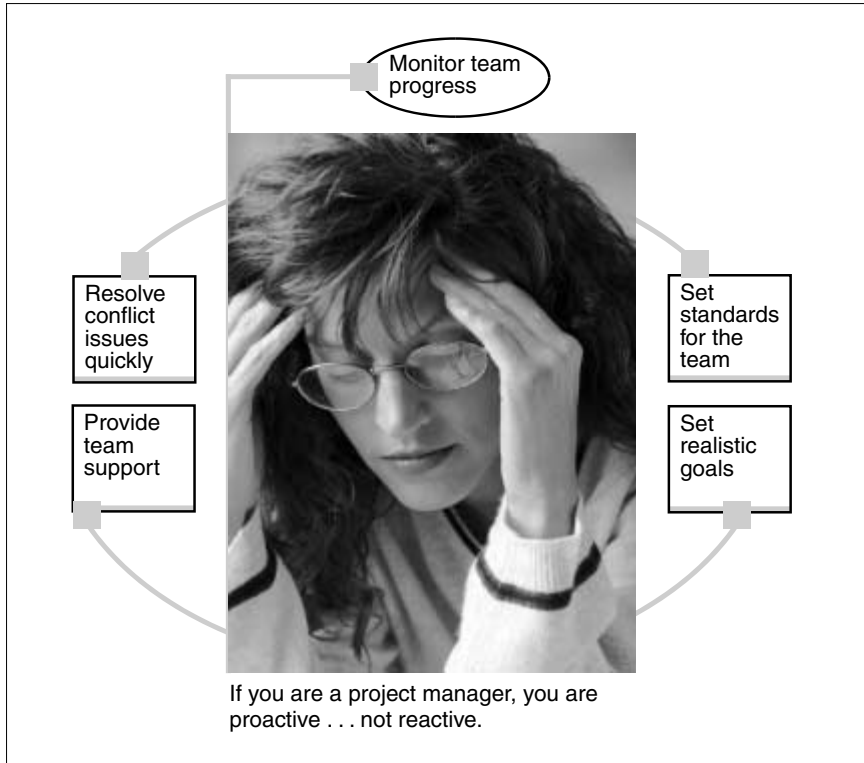 Monitor team
progress
Resolve
conflict
issues
quickly
Set
standards
for the
team
Provide
team
support
Set
realistic
goals
If you are a project manager, you are
proactive . . . not reactive.